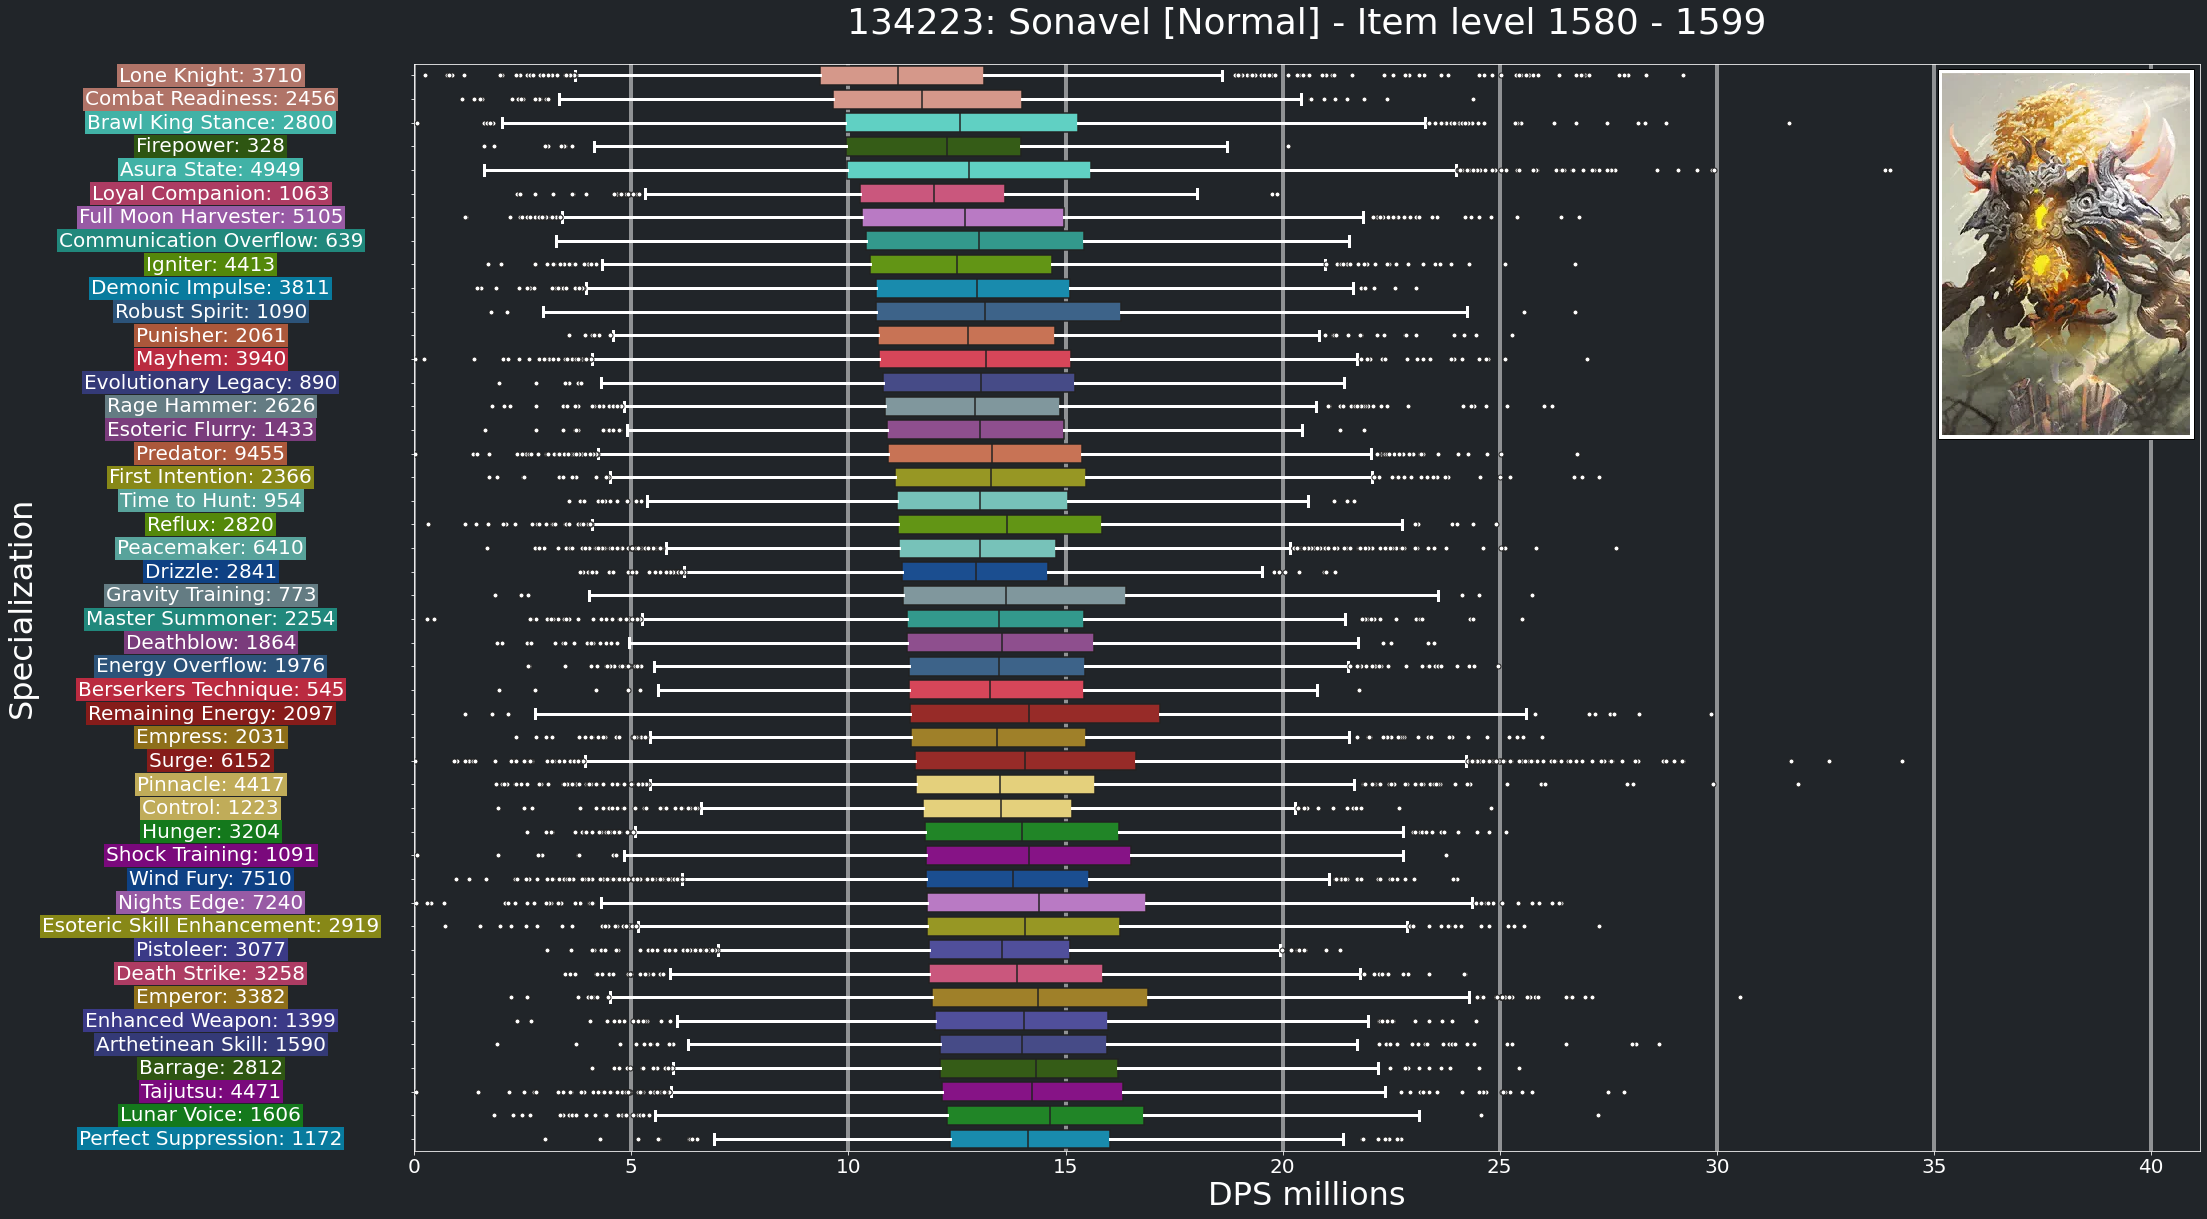 134223: Sonavel [Normal] - Item level 1580 - 1599
Specialization
Lone Knight: 3710
Combat Readiness: 2456
Brawl King Stance: 2800
Firepower: 328
Asura State: 4949
Loyal Companion: 1063
Full Moon Harvester: 5105
Communication Overflow: 639
Igniter: 4413
Demonic Impulse: 3811
Robust Spirit: 1090
Punisher: 2061
Mayhem: 3940
Evolutionary Legacy: 890
Rage Hammer: 2626
Esoteric Flurry: 1433
Predator: 9455
First Intention: 2366
Time to Hunt: 954
Reflux: 2820
Peacemaker: 6410
Drizzle: 2841
Gravity Training: 773
Master Summoner: 2254
Deathblow: 1864
Energy Overflow: 1976
Berserkers Technique: 545
Remaining Energy: 2097
Empress: 2031
Surge: 6152
Pinnacle: 4417
Control: 1223
Hunger: 3204
Shock Training: 1091
Wind Fury: 7510
Nights Edge: 7240
Esoteric Skill Enhancement: 2919
Pistoleer: 3077
Death Strike: 3258
Emperor: 3382
Enhanced Weapon: 1399
Arthetinean Skill: 1590
Barrage: 2812
Taijutsu: 4471
Lunar Voice: 1606
Perfect Suppression: 1172
0 5 10 15 20 25 30 35 40
DPS millions